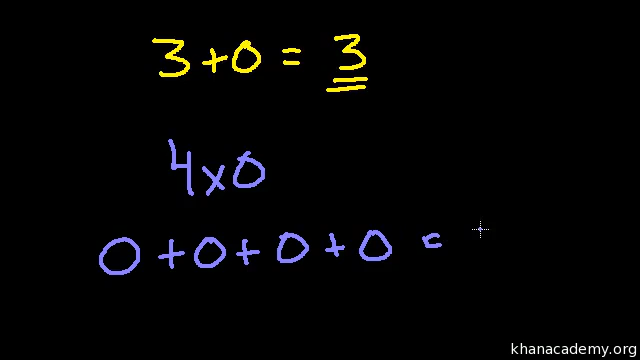 3+0 = 3
4x0
0+0+0+0 =
khanacademy.org